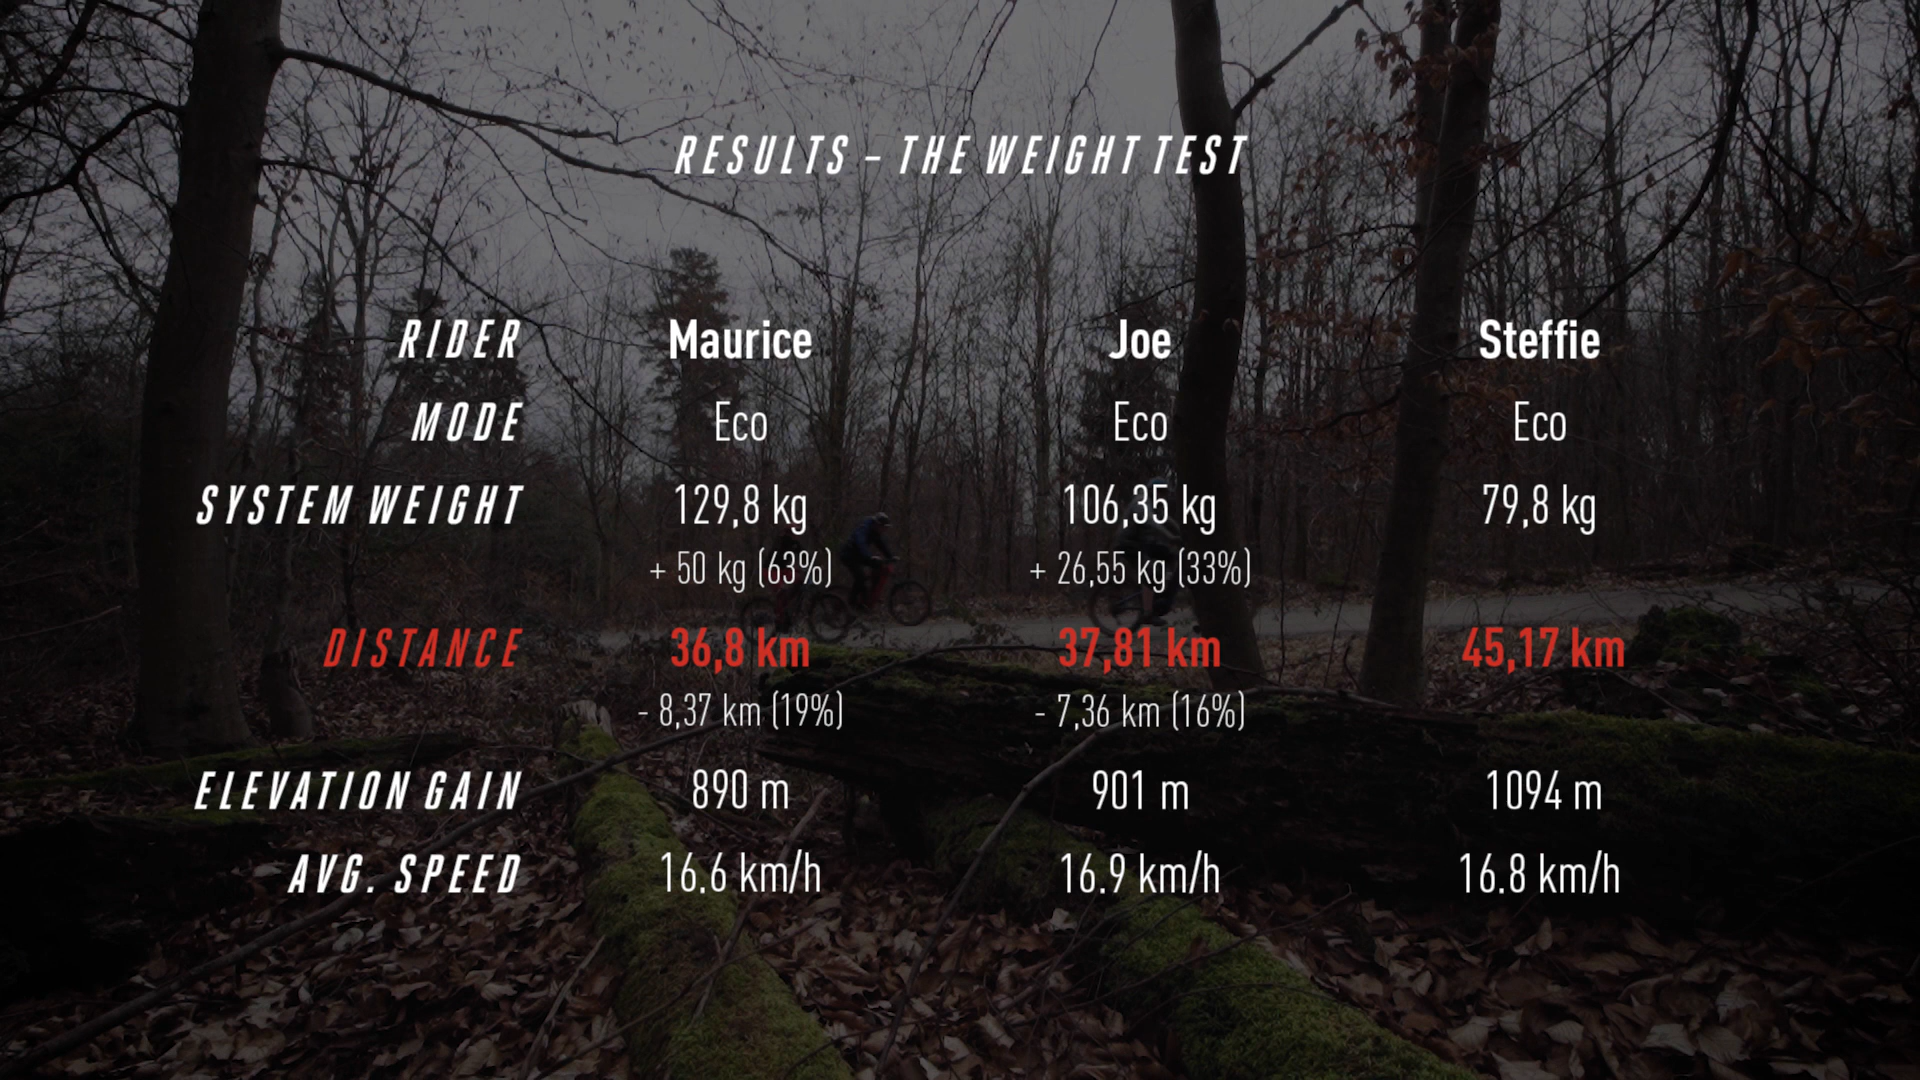 RESULTS – THE WEIGHT TEST
RIDER Maurice Joe Steffie
MODE Eco Eco Eco
SYSTEM WEIGHT 129,8 kg 106,35 kg 79,8 kg
+ 50 kg (63%) + 26,55 kg (33%)
DISTANCE 36,8 km 37,81 km 45,17 km
- 8,37 km (19%) - 7,36 km (16%)
ELEVATION GAIN 890 m 901 m 1094 m
AVG. SPEED 16.6 km/h 16.9 km/h 16.8 km/h